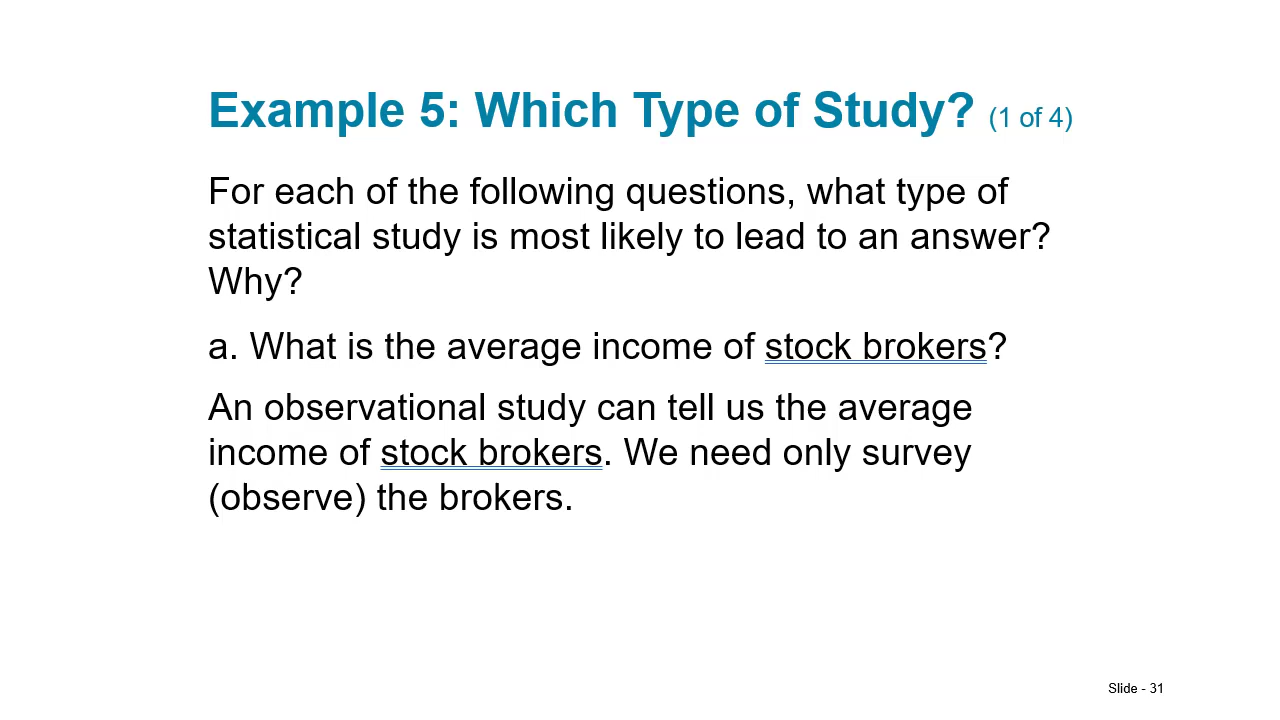 Example 5: Which Type of Study? (1 of 4)
For each of the following questions, what type of
statistical study is most likely to lead to an answer?
Why?
a. What is the average income of stock brokers?
An observational study can tell us the average
income of stock brokers. We need only survey
(observe) the brokers.
Slide - 31